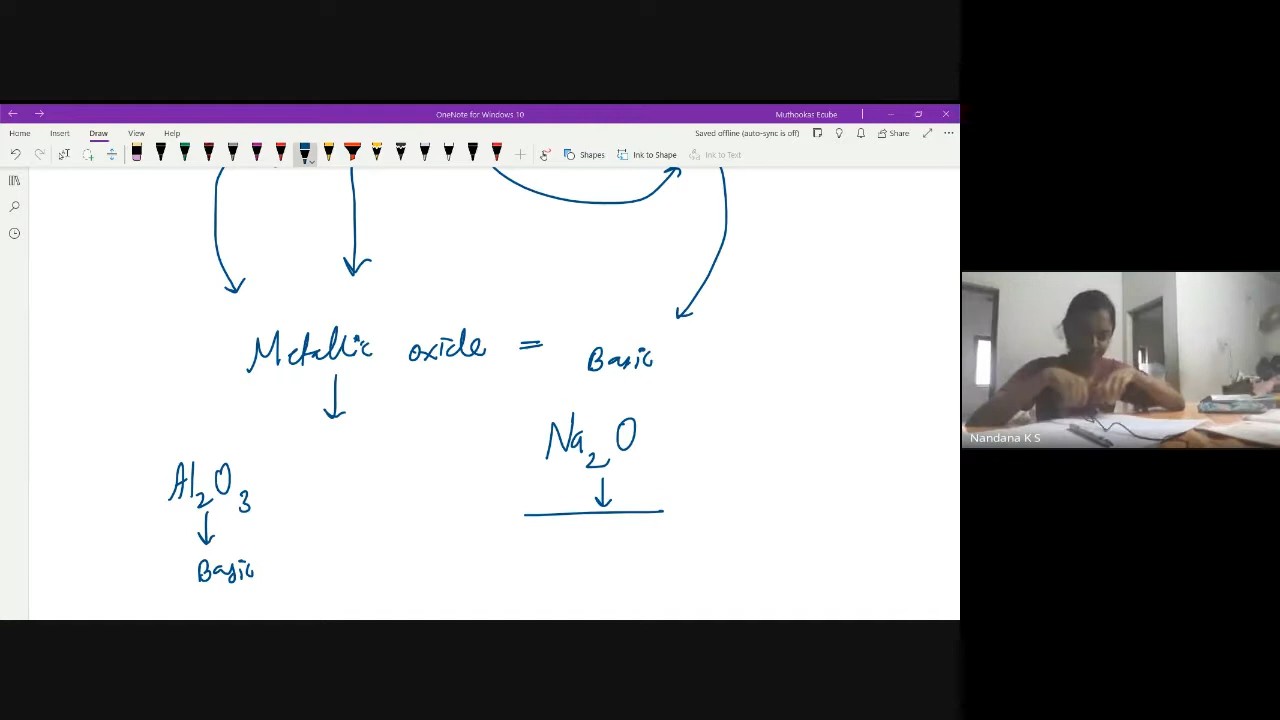 OneNote for Windows 10
Muthookas Ecube
Home Insert Draw View Help
Saved offline (auto-sync is off)
Share
Shapes
Ink to Shape
Ink to Text
Metallic oxide = Basic
Na2O
Al2O3
Basic
Nandana K S